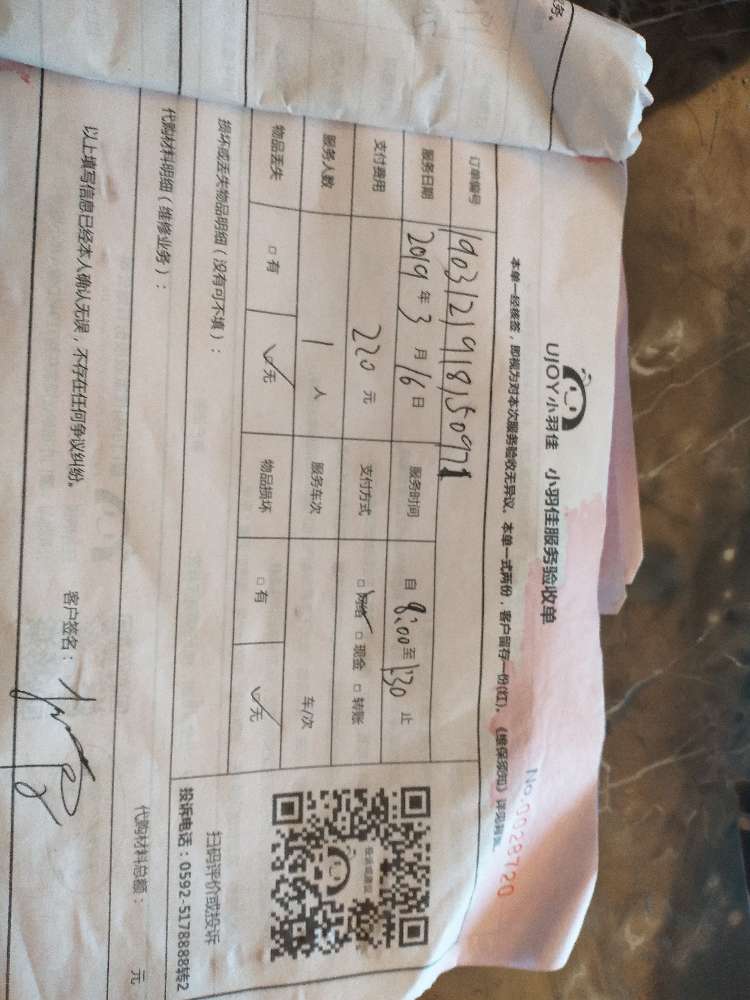 务。
UJOY小羽佳 小羽佳服务验收单
No:0028720
本单一经核签，即视为对本次服务验收无异议。本单一式两份，客户留存一份(红)。《维保须知》详见背面。
订单编号
服务日期 2019 年 3 月 16 日 服务时间 自 8:00 至 1:30 止
支付费用 220 元 支付方式 □ 网络 □ 现金 □ 转账
服务人数 1 人 服务车次 车/次
物品丢失 □ 有 ☑ 无 物品损坏 □ 有 ☑ 无
损坏或丢失物品明细（没有可不填）：
扫码评价或投诉
投诉电话：0592-5178888转2
代购材料明细（维修业务）： 代购材料总额： 元
以上填写信息已经本人确认无误，不存在任何争议纠纷。 客户签名：